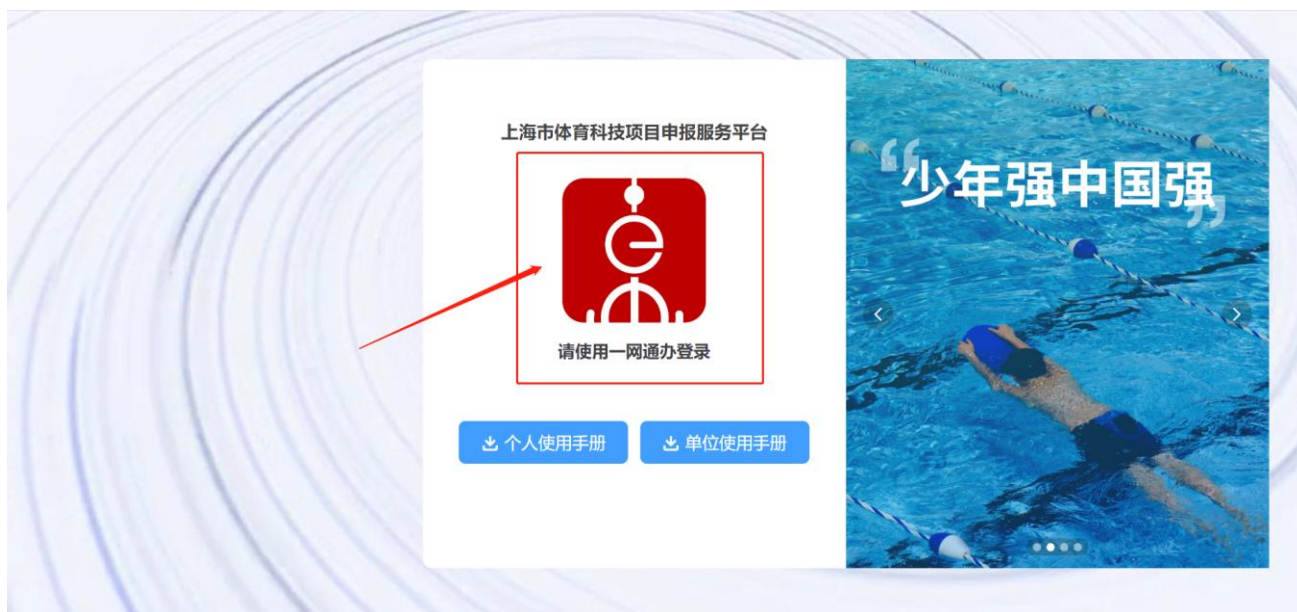 上海市体育科技项目申报服务平台
请使用一网通办登录
个人使用手册
单位使用手册
“少年强中国强”